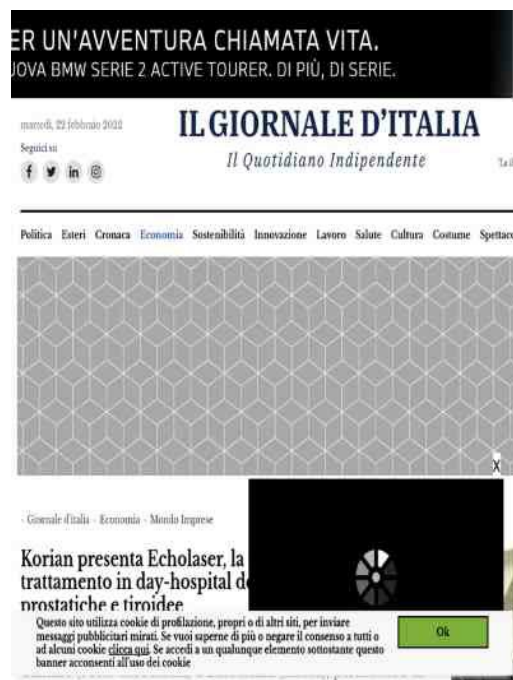 ER UN'AVVENTURA CHIAMATA VITA.
UOVA BMW SERIE 2 ACTIVE TOURER. DI PIÙ, DI SERIE.
martedì, 22 febbraio 2022
Seguici su
IL GIORNALE D'ITALIA
Il Quotidiano Indipendente
Politica Esteri Cronaca Economia Sostenibilità Innovazione Lavoro Salute Cultura Costume Spettac
X
» Giornale d'italia » Economia » Mondo Imprese
Korian presenta Echolaser, la
trattamento in day-hospital d
prostatiche e tiroidee
Questo sito utilizza cookie di profilazione, propri o di altri siti, per inviare
messaggi pubblicitari mirati. Se vuoi saperne di più o negare il consenso a tutti o
ad alcuni cookie clicca qui. Se accedi a un qualunque elemento sottostante questo
banner acconsenti all'uso dei cookie
Ok